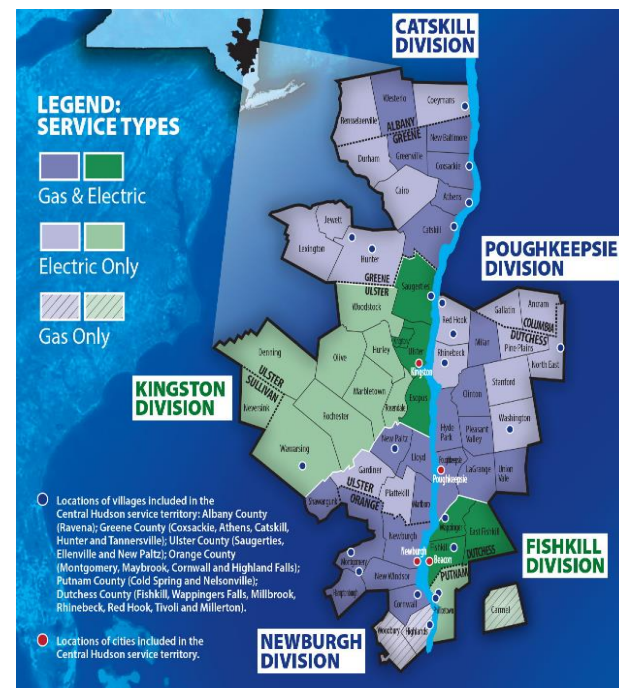 CATSKILL
DIVISION
LEGEND:
SERVICE TYPES
Gas & Electric
Electric Only
Gas Only
Westerlo
Coeymans
Rensselaerville
ALBANY
GREENE
New Baltimore
Durham
Greenville
Coxsackie
Cairo
Athens
Catskill
Jewett
Lexington
Hunter
GREENE
ULSTER
POUGHKEEPSIE
DIVISION
Saugerties
Woodstock
Gallatin
Ancram
COLUMBIA
DUTCHESS
Red Hook
Milan
Pine Plains
North East
Rhinebeck
Denning
Olive
Hurley
Ulster
Kingston
Stanford
ULSTER
SULLIVAN
Marbletown
Esopus
Clinton
KINGSTON
DIVISION
Neversink
Rochester
Rosendale
Washington
Hyde
Park
Pleasant
Valley
Wawarsing
New Paltz
Lloyd
Poughkeepsie
Poughkeepsie
LaGrange
Union
Vale
Gardiner
ULSTER
ORANGE
Shawangunk
Plattekill
Marlboro
Locations of villages included in the
Central Hudson service territory: Albany County
(Ravena); Greene County (Coxsackie, Athens, Catskill,
Hunter and Tannersville); Ulster County (Saugerties,
Ellenville and New Paltz); Orange County
(Montgomery, Maybrook, Cornwall and Highland Falls);
Putnam County (Cold Spring and Nelsonville);
Dutchess County (Fishkill, Wappingers Falls, Millbrook,
Rhinebeck, Red Hook, Tivoli and Millerton).
Locations of cities included in the
Central Hudson service territory.
Wappinger
East Fishkill
Newburgh
Fishkill
DUTCHESS
Newburgh
Beacon
PUTNAM
FISHKILL
DIVISION
Montgomery
New Windsor
Hamptonburgh
Cornwall
Philipstown
Carmel
Woodbury
Highlands
NEWBURGH
DIVISION